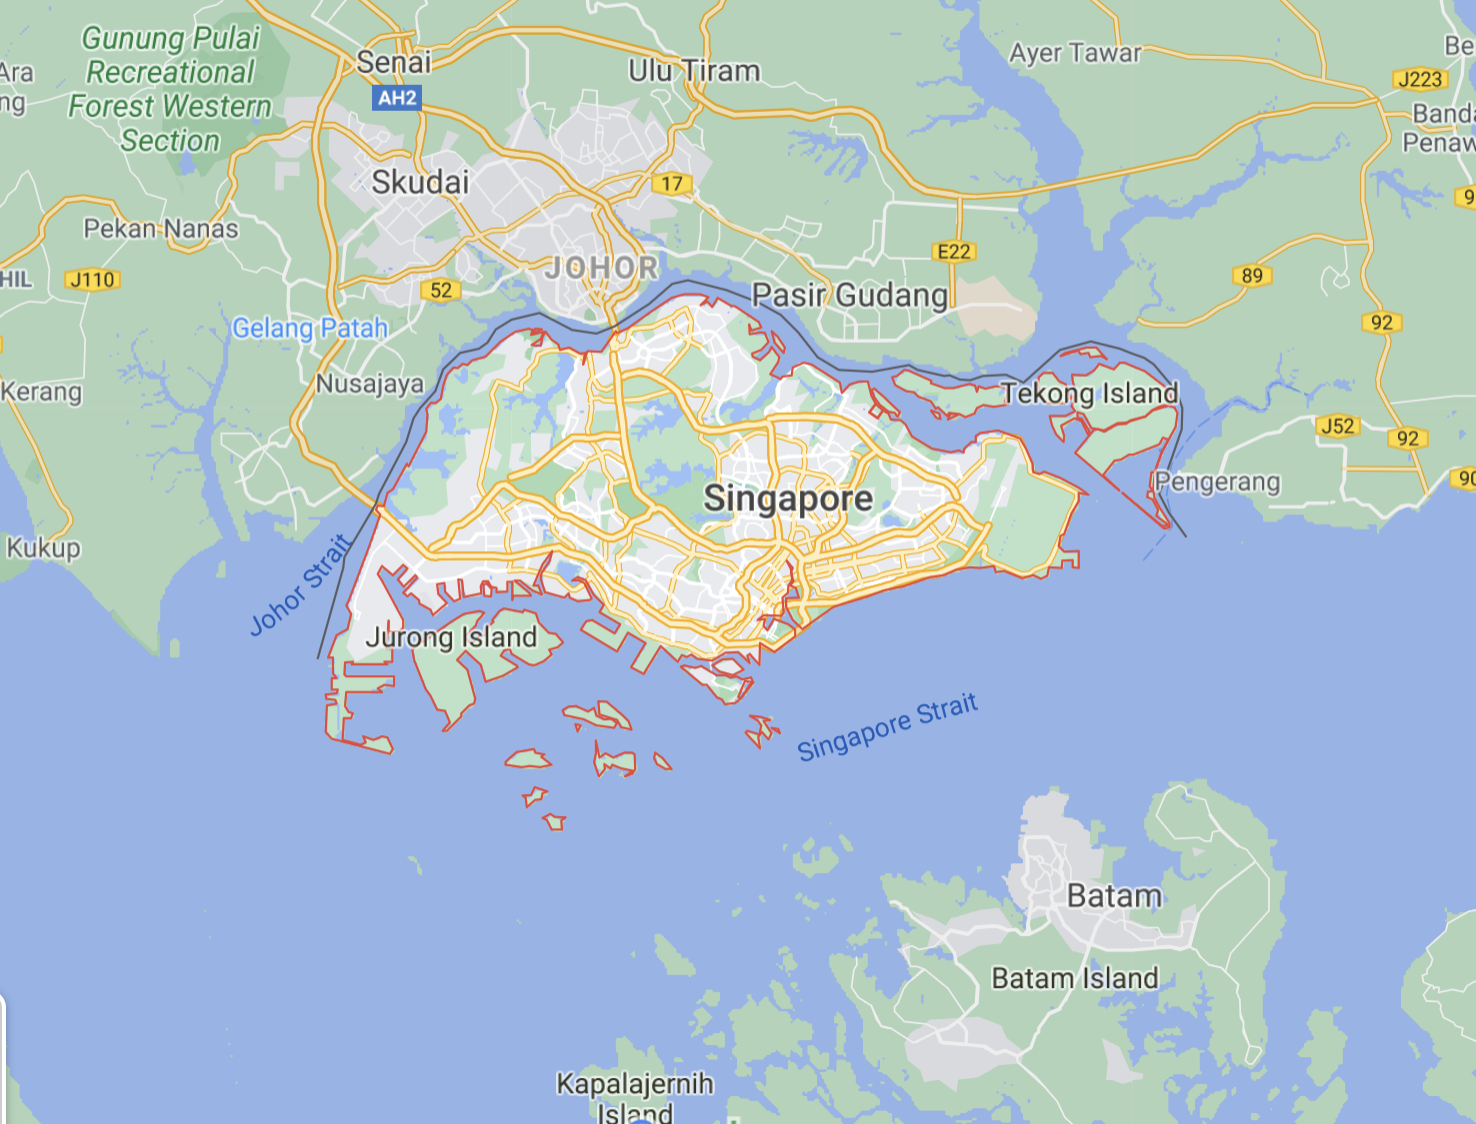 Gunung Pulai
Recreational
Forest Western
Section
Ara
ng
Senai
AH2
Ulu Tiram
Ayer Tawar
Be
J223
Banda
Penaw
Skudai
17
9
Pekan Nanas
JOHOR
E22
HIL
J110
52
89
Pasir Gudang
Gelang Patah
92
Nusajaya
Kerang
Tekong Island
J52
92
Pengerang
90
Singapore
Kukup
Johor Strait
Jurong Island
Singapore Strait
Batam
Batam Island
Kapalajernih
Island